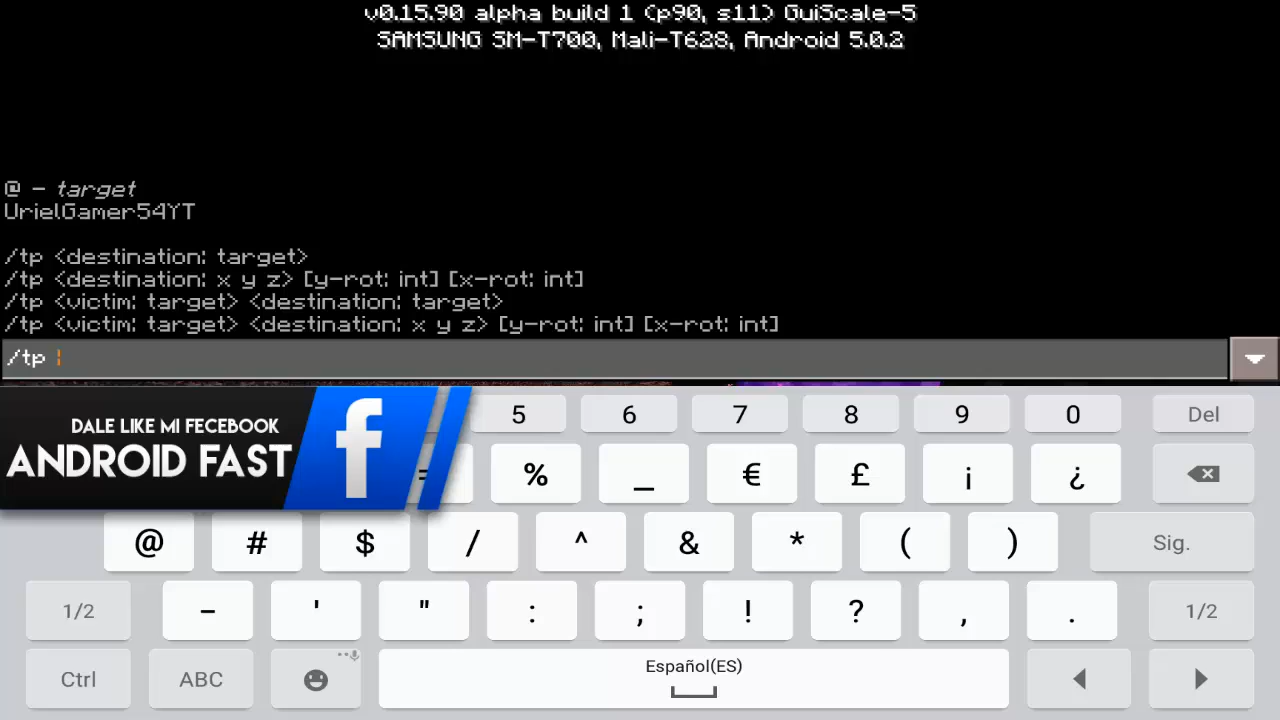 v0.15.90 alpha build 1 (p90, s11) GuiScale-5
SAMSUNG SM-T700, Mali-T628, Android 5.0.2
@ - target
UrielGamer54YT
/tp <destination: target>
/tp <destination: x y z> [y-rot: int] [x-rot: int]
/tp <victim: target> <destination: target>
/tp <victim: target> <destination: x y z> [y-rot: int] [x-rot: int]
/tp
DALE LIKE MI FECEBOOK
ANDROID FAST
f
5 6 7 8 9 0 Del
= % _ € £ ¡ ¿
@ # $ / ^ & * ( ) Sig.
1/2 - ' " : ; ! ? , . 1/2
Ctrl ABC Español(ES)